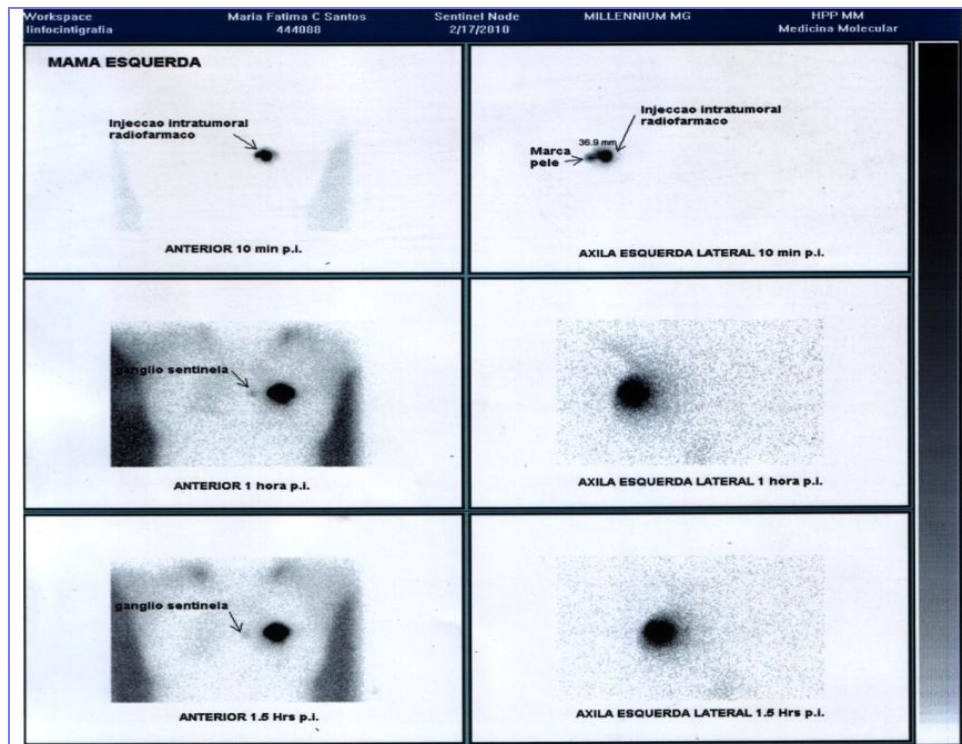 Workspace Maria Fatima C Santos Sentinel Node MILLENNIUM MG HPP MM
linfocintigrafia 444088 2/17/2010 Medicina Molecular
MAMA ESQUERDA
Injeccao intratumoral
radiofarmaco
ANTERIOR 10 min p.i.
Injeccao intratumoral
radiofarmaco
36.9 mm
Marca
pele
AXILA ESQUERDA LATERAL 10 min p.i.
ganglio sentinela
ANTERIOR 1 hora p.i.
AXILA ESQUERDA LATERAL 1 hora p.i.
ganglio sentinela
ANTERIOR 1.5 Hrs p.i.
AXILA ESQUERDA LATERAL 1.5 Hrs p.i.